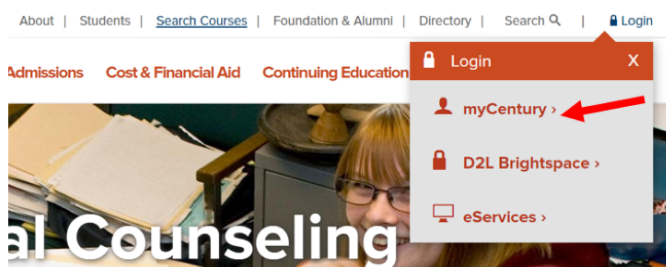 About | Students | Search Courses | Foundation & Alumni | Directory | Search | Login
Admissions Cost & Financial Aid Continuing Education
Login X
myCentury ›
D2L Brightspace ›
eServices ›
al Counseling